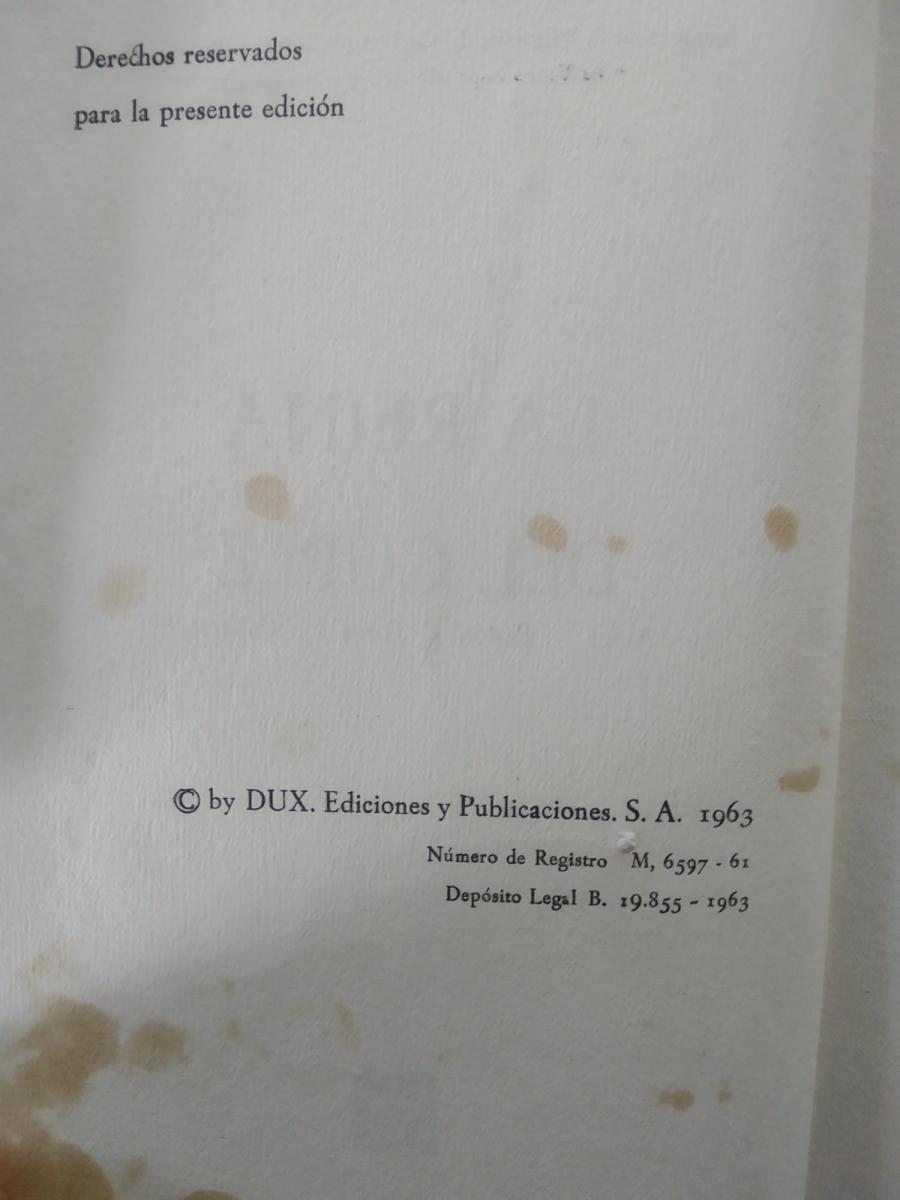 Derechos reservados
para la presente edición
© by DUX. Ediciones y Publicaciones. S. A. 1963
Número de Registro M, 6597 - 61
Depósito Legal B. 19.855 - 1963